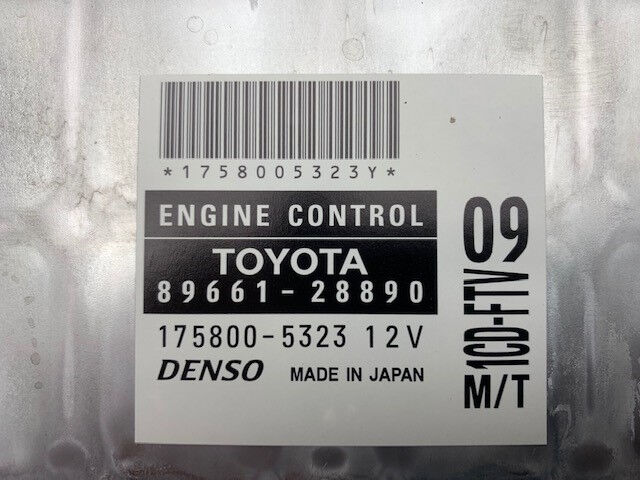 *1758005323Y*
ENGINE CONTROL
TOYOTA
89661-28890
175800-5323 12V
DENSO MADE IN JAPAN
09
1CD-FTV
M/T